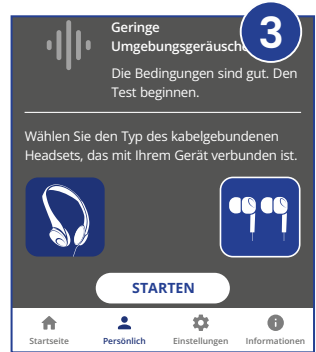 3
Geringe
Umgebungsgeräusche
Die Bedingungen sind gut. Den
Test beginnen.
Wählen Sie den Typ des kabelgebundenen
Headsets, das mit Ihrem Gerät verbunden ist.
STARTEN
Startseite Persönlich Einstellungen Informationen